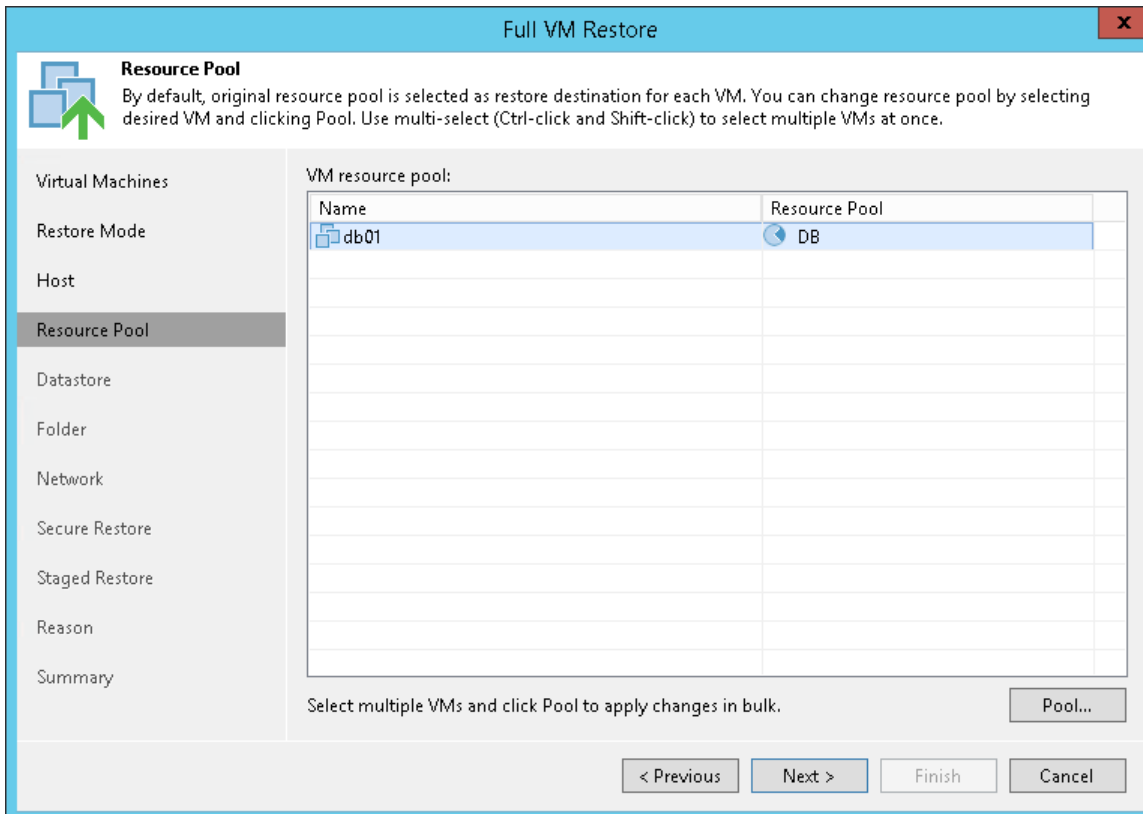 Full VM Restore
x
Resource Pool
By default, original resource pool is selected as restore destination for each VM. You can change resource pool by selecting
desired VM and clicking Pool. Use multi-select (Ctrl-click and Shift-click) to select multiple VMs at once.
Virtual Machines
Restore Mode
Host
Resource Pool
Datastore
Folder
Network
Secure Restore
Staged Restore
Reason
Summary
VM resource pool:
Name Resource Pool
db01 DB
Select multiple VMs and click Pool to apply changes in bulk.
Pool...
< Previous Next > Finish Cancel